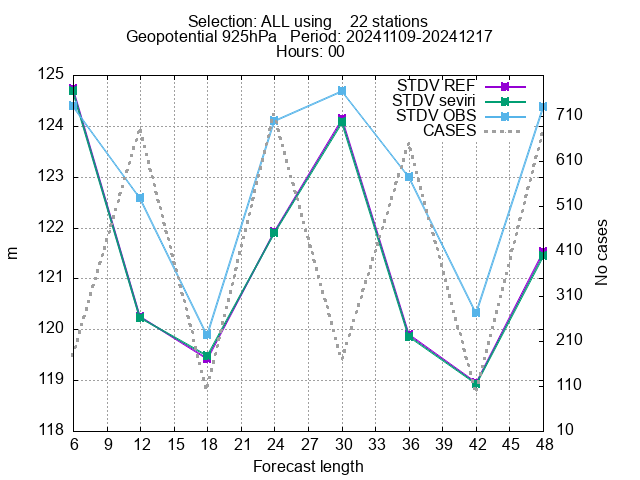 Selection: ALL using    22 stations
Geopotential 925hPa   Period: 20241109-20241217
Hours: 00
STDV REF
STDV seviri
STDV OBS
CASES
125
124
123
122
121
120
119
118
m
710
610
510
410
310
210
110
10
No cases
6 9 12 15 18 21 24 27 30 33 36 39 42 45 48
Forecast length